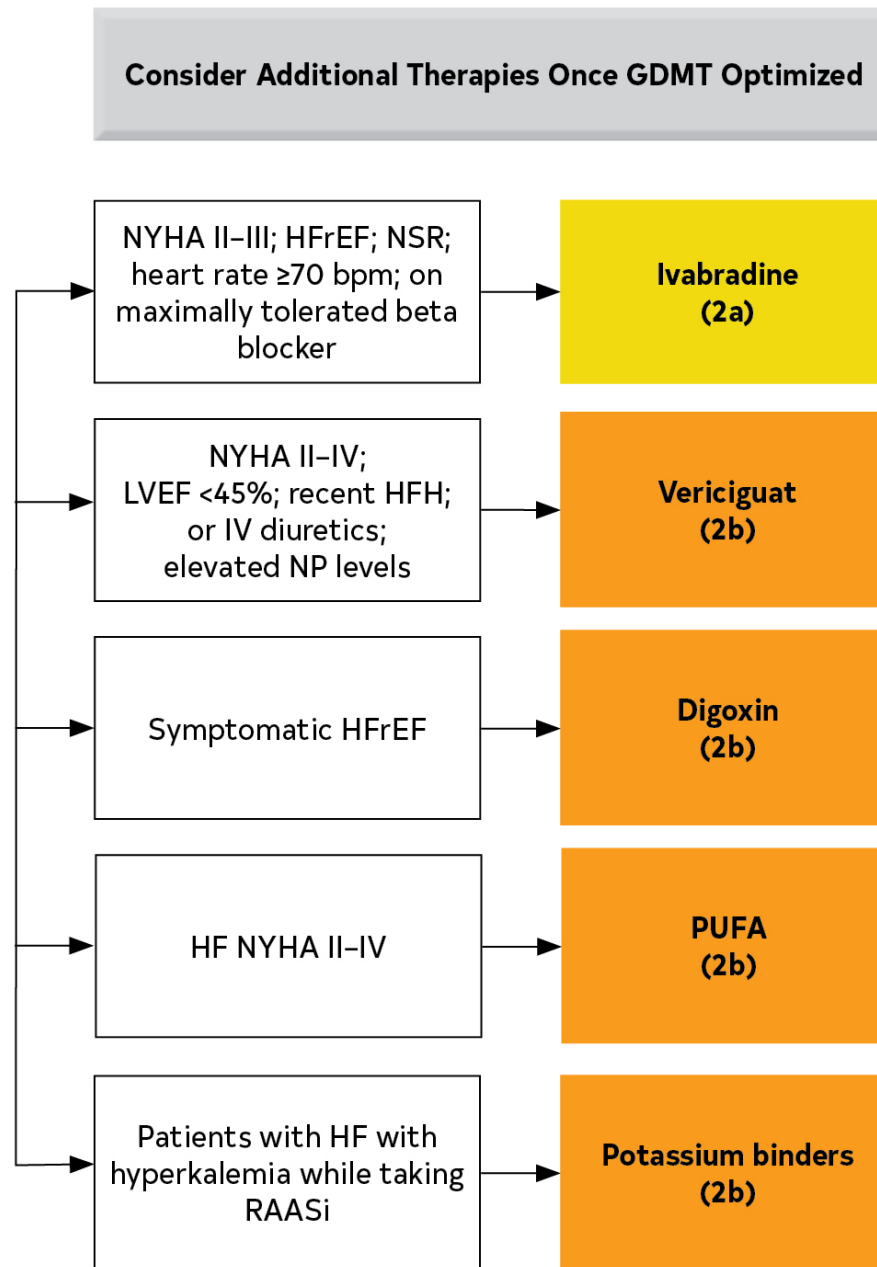 Consider Additional Therapies Once GDMT Optimized
NYHA II–III; HFrEF; NSR;
heart rate ≥70 bpm; on
maximally tolerated beta
blocker
Ivabradine
(2a)
NYHA II–IV;
LVEF <45%; recent HFH;
or IV diuretics;
elevated NP levels
Vericiguat
(2b)
Symptomatic HFrEF
Digoxin
(2b)
HF NYHA II–IV
PUFA
(2b)
Patients with HF with
hyperkalemia while taking
RAASi
Potassium binders
(2b)